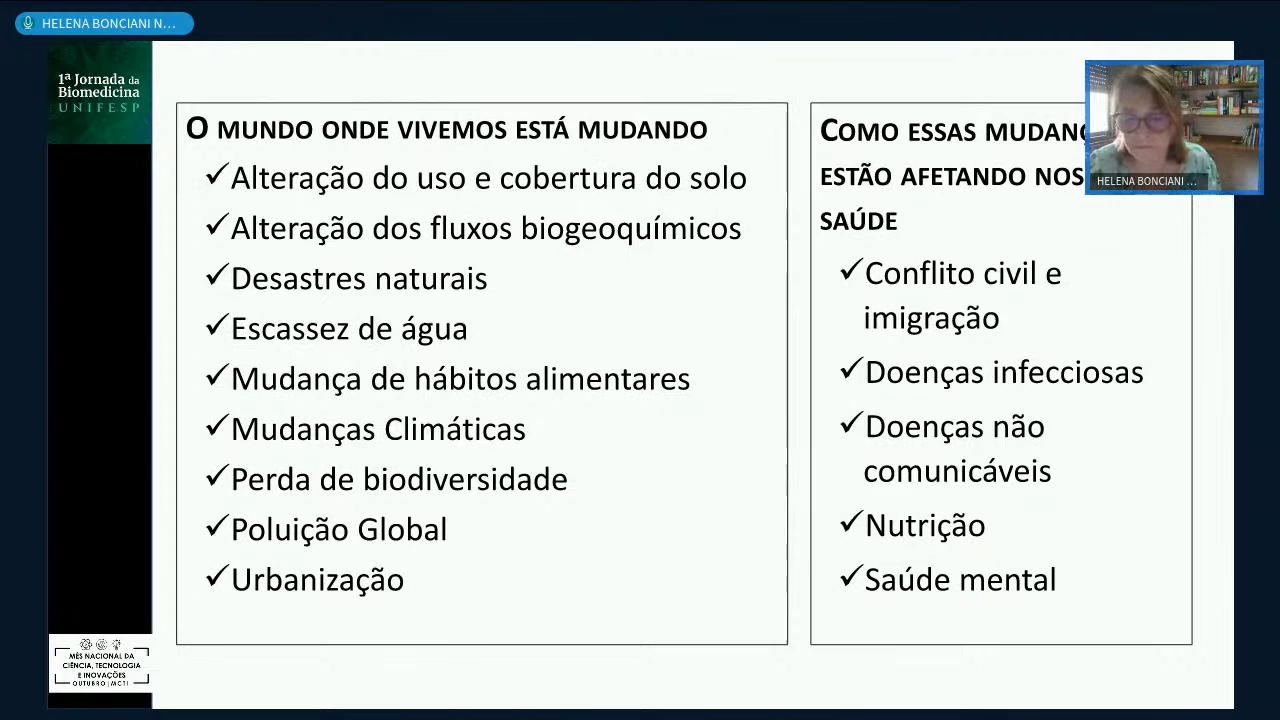 HELENA BONCIANI N...
1ª Jornada da
Biomedicina
UNIFESP
O MUNDO ONDE VIVEMOS ESTÁ MUDANDO
✓Alteração do uso e cobertura do solo
✓Alteração dos fluxos biogeoquímicos
✓Desastres naturais
✓Escassez de água
✓Mudança de hábitos alimentares
✓Mudanças Climáticas
✓Perda de biodiversidade
✓Poluição Global
✓Urbanização
COMO ESSAS
ESTÃO AFETANDO
SAÚDE
✓Conflito civil e
imigração
✓Doenças infecciosas
✓Doenças não
comunicáveis
✓Nutrição
✓Saúde mental
HELENA BONCIANI ...
MÊS NACIONAL DA
CIÊNCIA, TECNOLOGIA
E INOVAÇÕES
OUTUBRO | MCTI